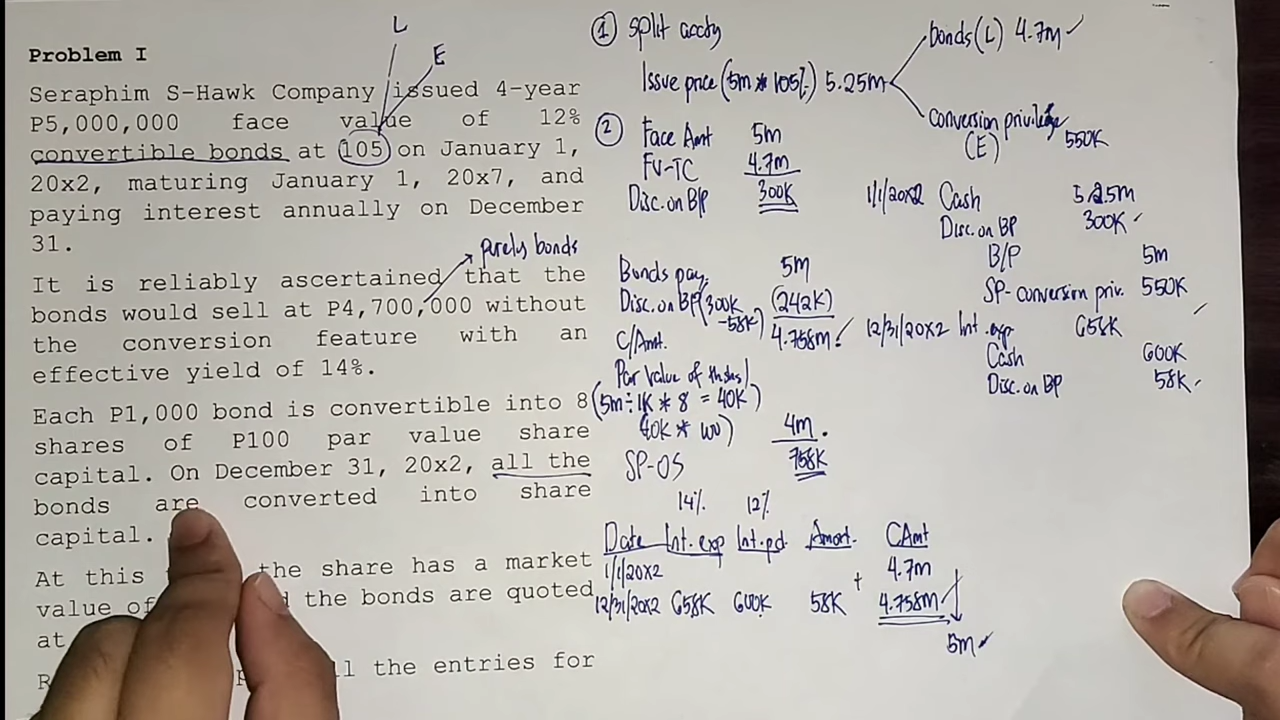 Problem I
L
E
Seraphim S-Hawk Company issued 4-year
P5,000,000 face value of 12%
convertible bonds at 105 on January 1,
20x2, maturing January 1, 20x7, and
paying interest annually on December
31.
purely bonds
It is reliably ascertained that the
bonds would sell at P4,700,000 without
the conversion feature with an
effective yield of 14%.
Each P1,000 bond is convertible into 8
shares of P100 par value share
capital. On December 31, 20x2, all the
bonds are converted into share
capital.
At this the share has a market
value of the bonds are quoted
at
all the entries for
① Split acctg
Issue price (5m * 105%) 5.25m
bonds (L) 4.7m ✓
Conversion privilege
(E) 550K
② Face Amt 5m
FV-TC 4.7m
Disc. on B/P 300K
1/1/20x2 Cash 5.25m
Disc. on BP 300K ✓
B/P 5m
SP- conversion priv. 550K
12/31/20x2 Int. exp 658K
Cash 600K
Disc. on BP 58K
Bonds pay. 5m
Disc. on BP (300K (242K)
-58K)
C/Amt. 4.758m ✓
Par value of
(5m ÷ 1K * 8 = 40K)
40K * 100) 4m
SP-OS 758K
14% 12%
Date Int. exp Int. pd. Amort. CAmt
1/1/20x2 4.7m
12/31/20x2 658K 600K 58K + 4.758m
5m ✓